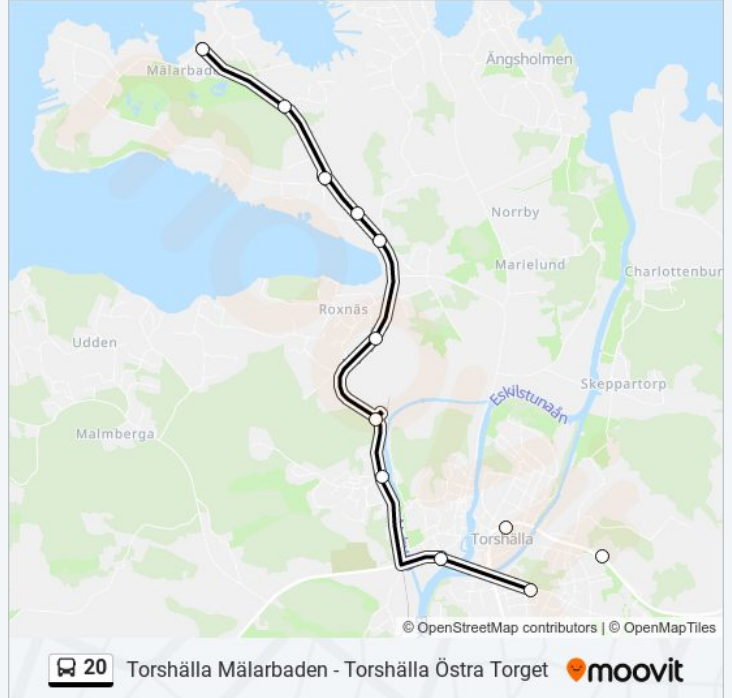 Ängsholmen
Mälarbade
Norrby
Marielund
Charlottenbur
Roxnäs
Udden
Skeppartorp
Eskilstunaån
Malmberga
Torshälla
© OpenStreetMap contributors | © OpenMapTiles
20 Torshälla Mälarbaden - Torshälla Östra Torget moovit